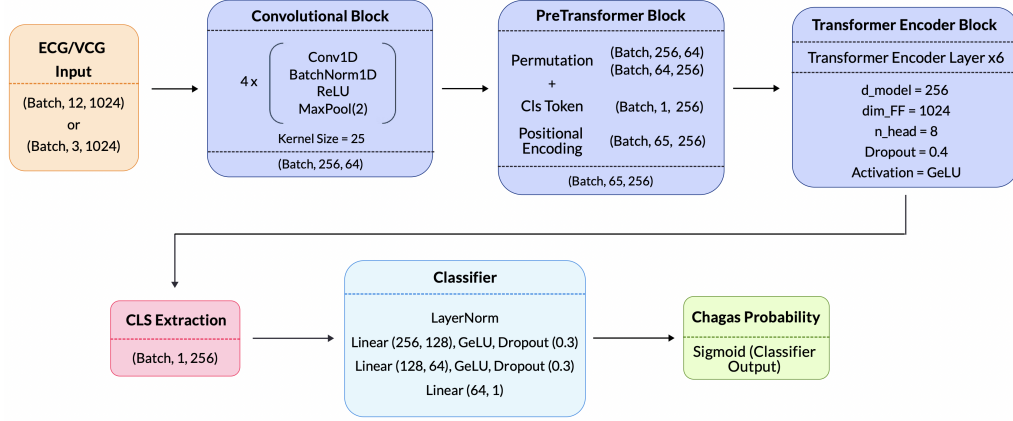 ECG/VCG
Input
(Batch, 12, 1024)
or
(Batch, 3, 1024)
Convolutional Block
4 x
Conv1D
BatchNorm1D
ReLU
MaxPool(2)
Kernel Size = 25
(Batch, 256, 64)
PreTransformer Block
Permutation
(Batch, 256, 64)
(Batch, 64, 256)
+
Cls Token
(Batch, 1, 256)
Positional
Encoding
(Batch, 65, 256)
(Batch, 65, 256)
Transformer Encoder Block
Transformer Encoder Layer x6
d_model = 256
dim_FF = 1024
n_head = 8
Dropout = 0.4
Activation = GeLU
CLS Extraction
(Batch, 1, 256)
Classifier
LayerNorm
Linear (256, 128), GeLU, Dropout (0.3)
Linear (128, 64), GeLU, Dropout (0.3)
Linear (64, 1)
Chagas Probability
Sigmoid (Classifier
Output)